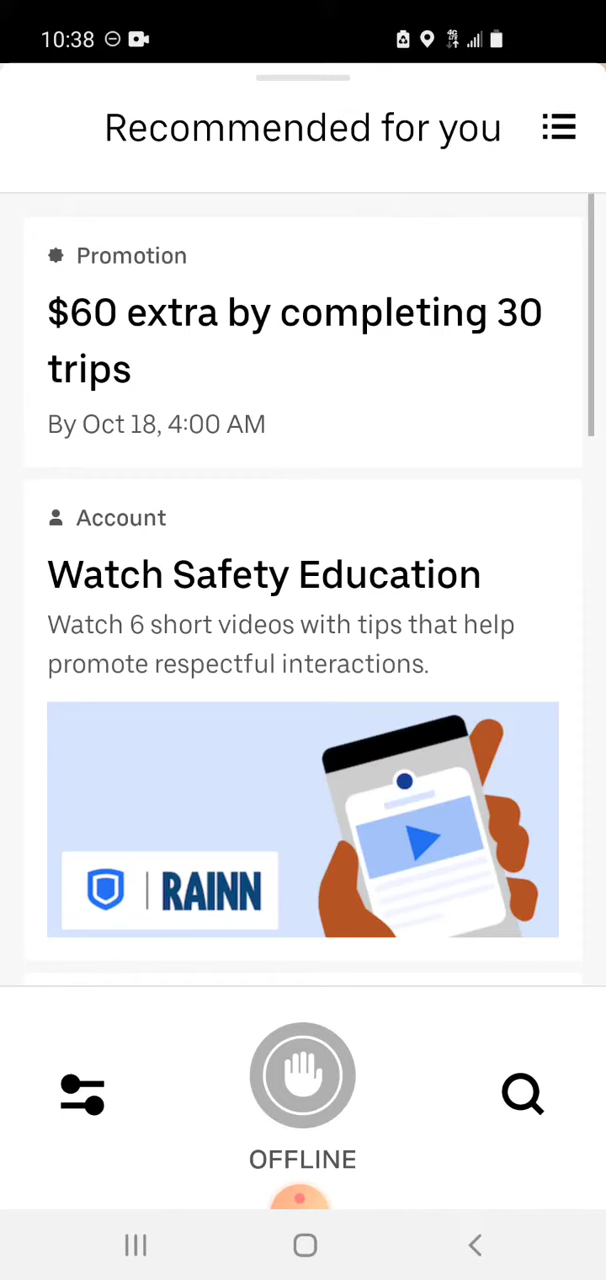 10:38
Recommended for you
Promotion
$60 extra by completing 30
trips
By Oct 18, 4:00 AM
Account
Watch Safety Education
Watch 6 short videos with tips that help
promote respectful interactions.
RAINN
OFFLINE